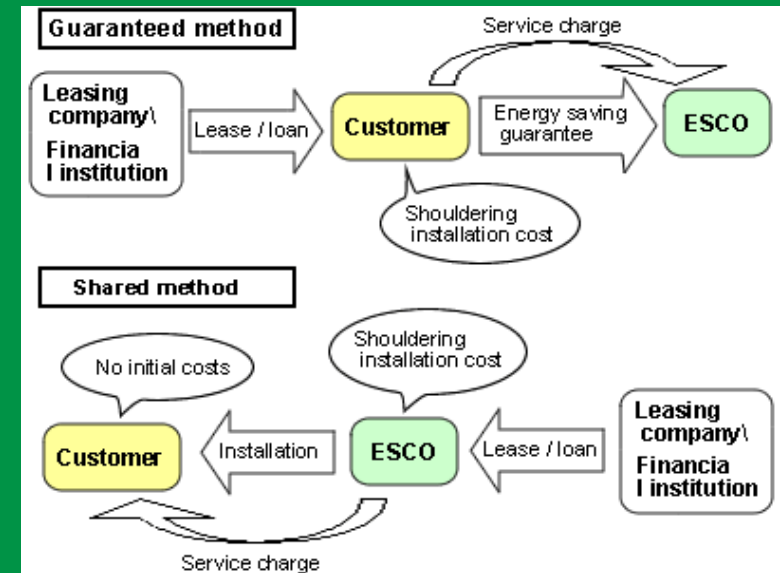 Guaranteed method
Service charge
Leasing
company\
Financia
l institution
Lease / loan
Customer
Energy saving
guarantee
ESCO
Shouldering
installation cost
Shared method
No initial costs
Shouldering
installation cost
Customer
Installation
ESCO
Lease / loan
Leasing
company\
Financia
l institution
Service charge